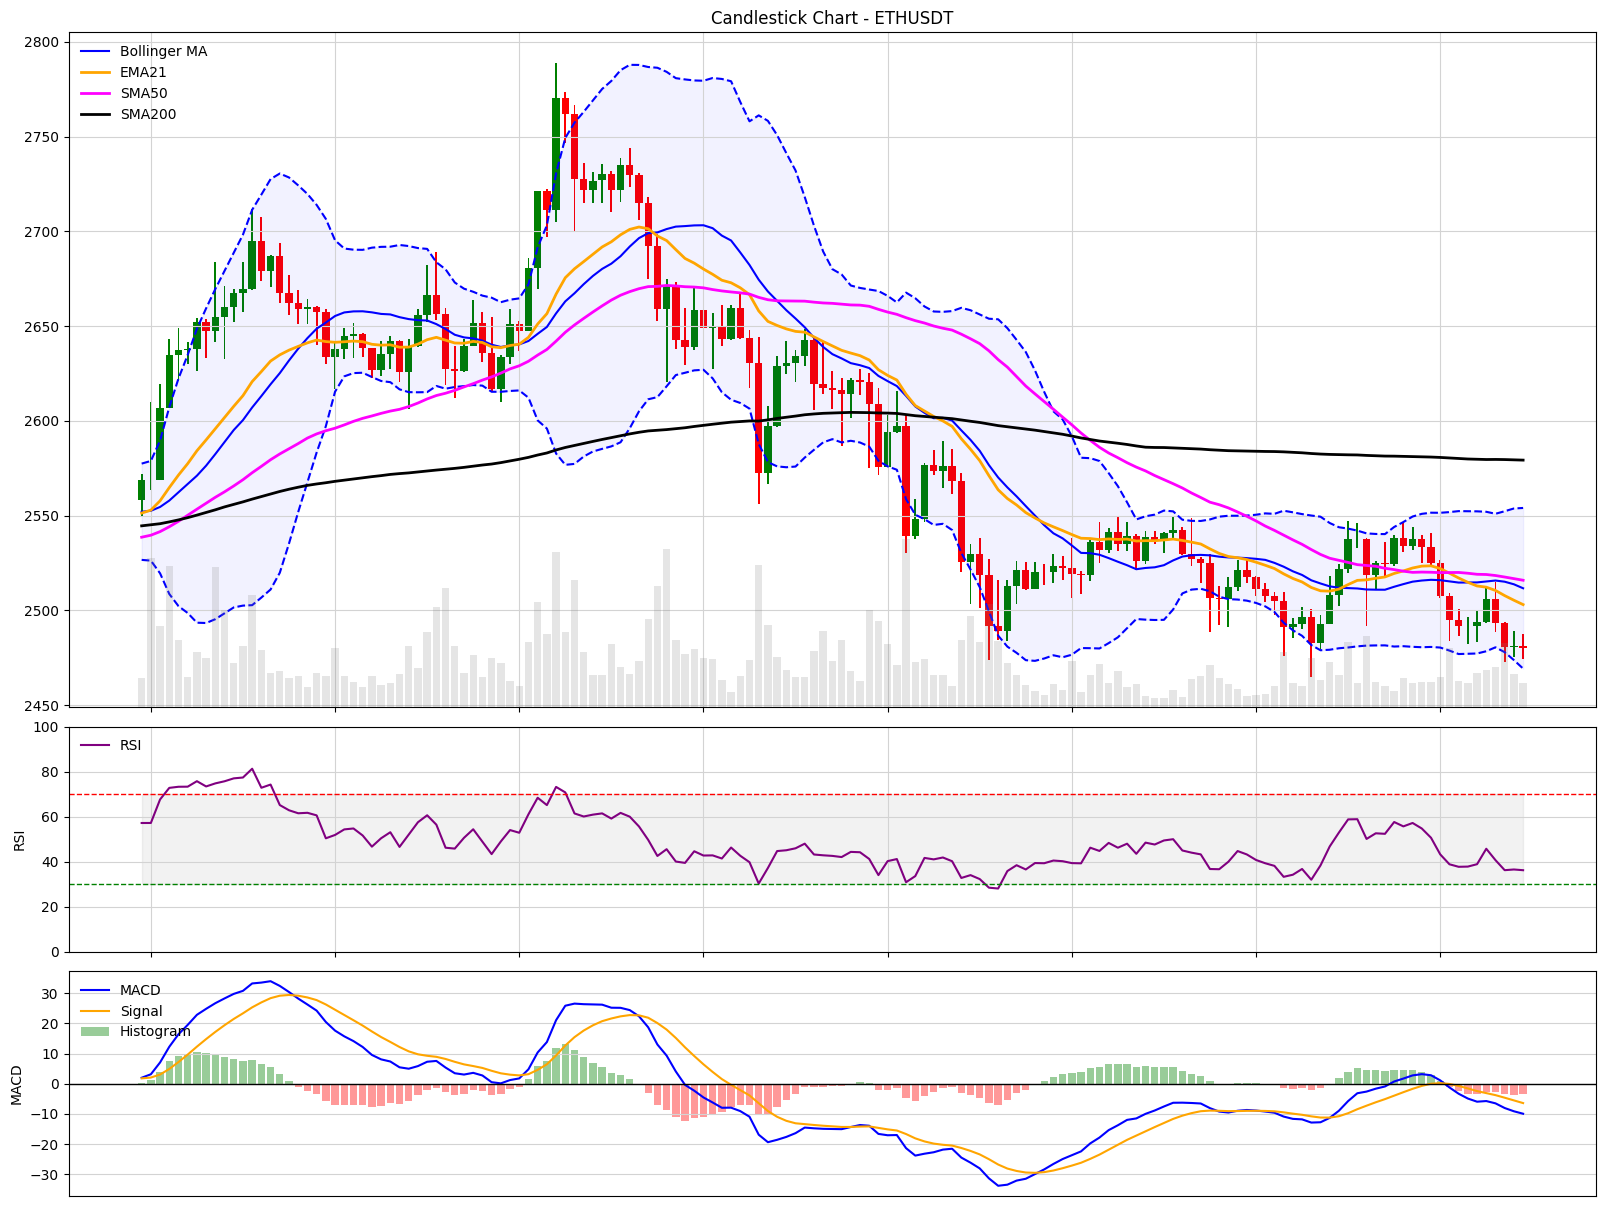 Candlestick Chart - ETHUSDT
2800
2750
2700
2650
2600
2550
2500
2450
Bollinger MA
EMA21
SMA50
SMA200
100
80
60
40
20
0
RSI
RSI
30
20
10
0
−10
−20
−30
MACD
MACD
Signal
Histogram